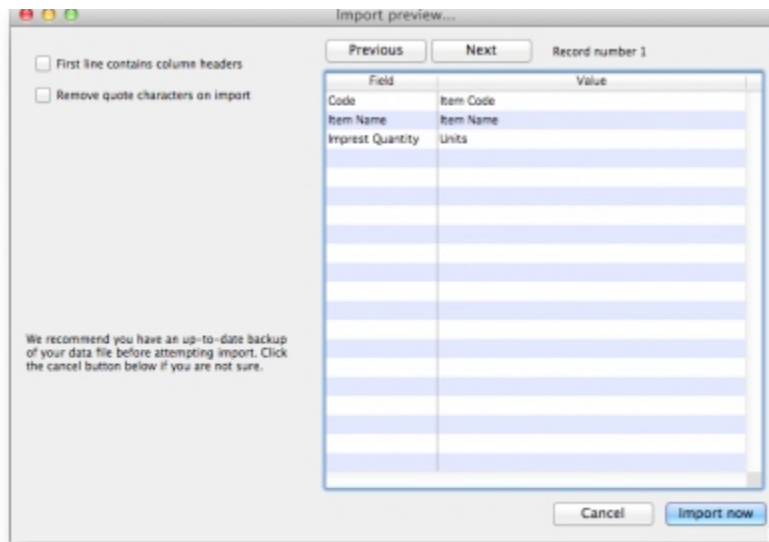 Import preview...
First line contains column headers
Remove quote characters on import
Previous Next Record number 1
Field Value
Code Item Code
Item Name Item Name
Imprest Quantity Units
We recommend you have an up-to-date backup
of your data file before attempting import. Click
the cancel button below if you are not sure.
Cancel Import now